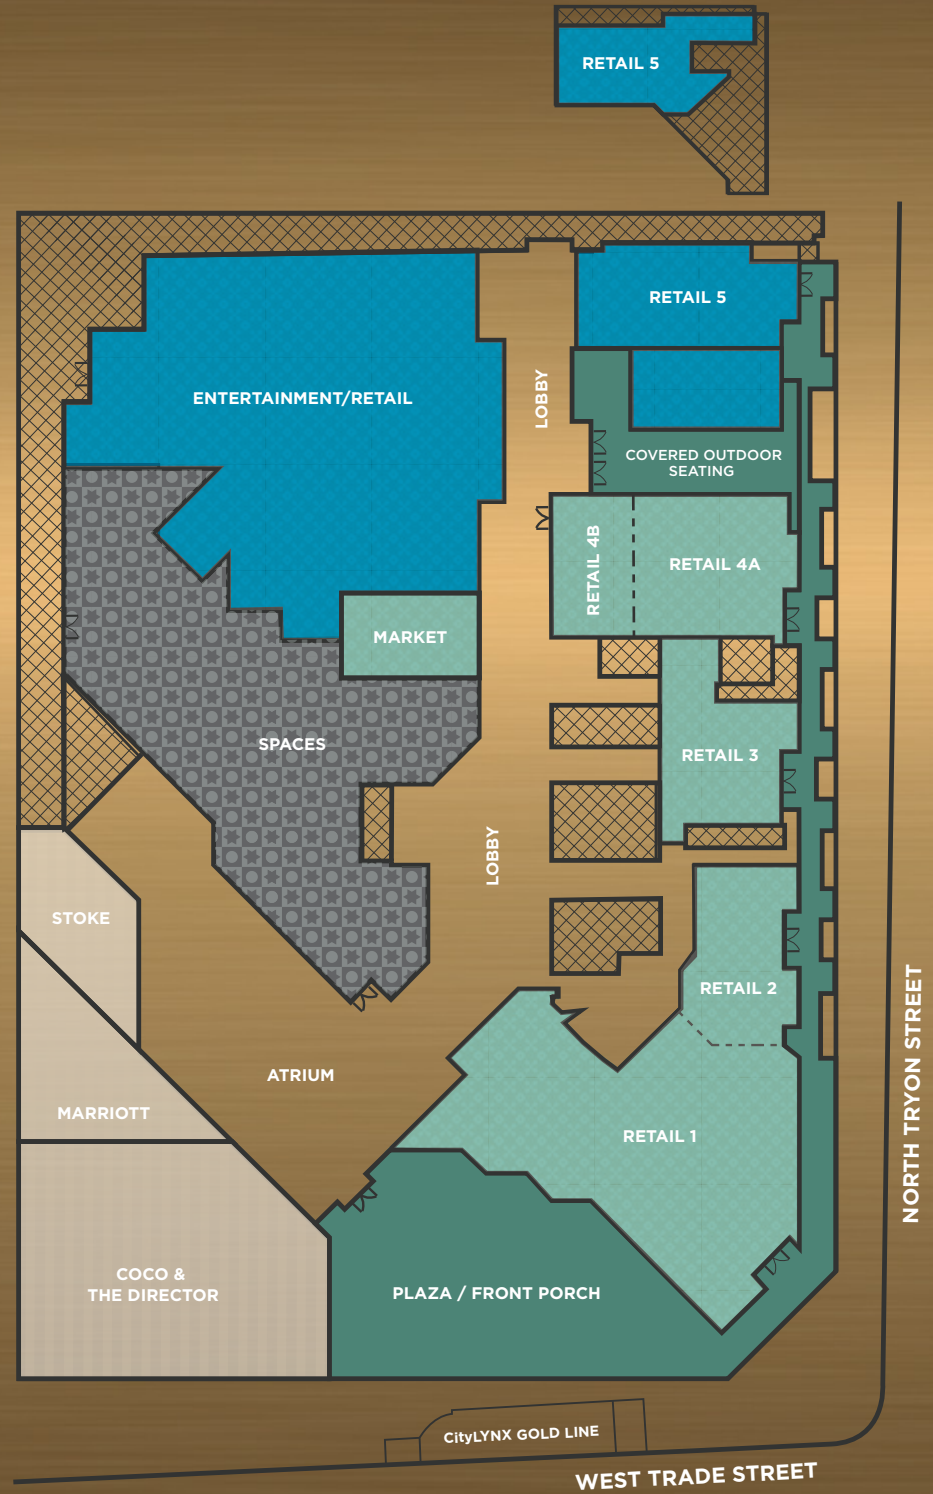 RETAIL 5
RETAIL 5
ENTERTAINMENT/RETAIL
LOBBY
COVERED OUTDOOR
SEATING
RETAIL 4B
RETAIL 4A
MARKET
SPACES
RETAIL 3
LOBBY
STOKE
RETAIL 2
ATRIUM
MARRIOTT
RETAIL 1
NORTH TRYON STREET
COCO &
THE DIRECTOR
PLAZA / FRONT PORCH
CityLYNX GOLD LINE
WEST TRADE STREET